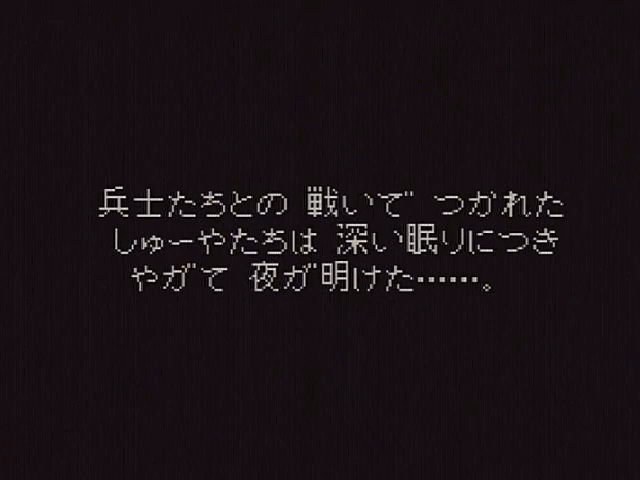 兵士たちとの 戦いで つかれた
しゅーやたちは 深い眠りにつき
やがて 夜が明けた……。